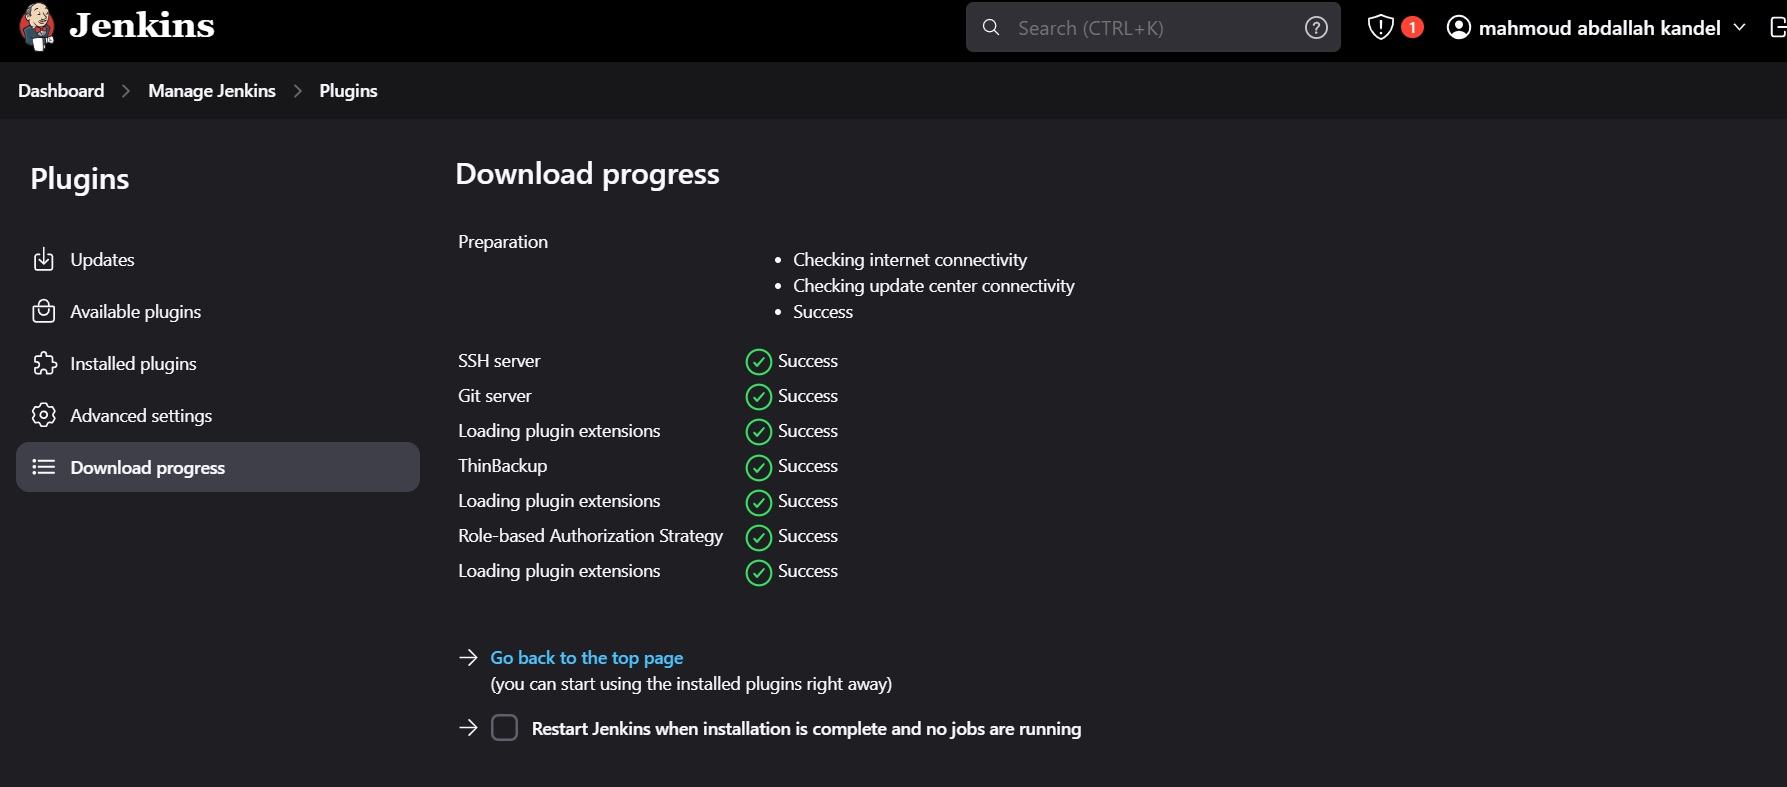 Jenkins
Search (CTRL+K)
1
mahmoud abdallah kandel
Dashboard
Manage Jenkins
Plugins
Plugins
Updates
Available plugins
Installed plugins
Advanced settings
Download progress
Download progress
Preparation
Checking internet connectivity
Checking update center connectivity
Success
SSH server Success
Git server Success
Loading plugin extensions Success
ThinBackup Success
Loading plugin extensions Success
Role-based Authorization Strategy Success
Loading plugin extensions Success
Go back to the top page
(you can start using the installed plugins right away)
Restart Jenkins when installation is complete and no jobs are running